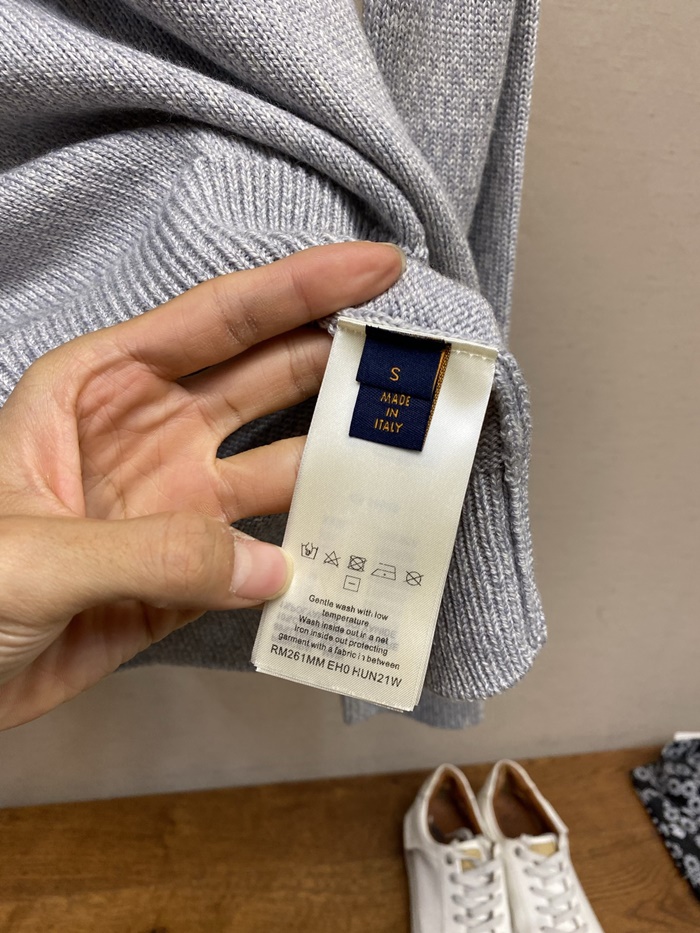 S
MADE
IN
ITALY
Gentle wash with low
temperature
Wash inside out in a net
Iron inside out protecting
garment with a fabric in between
RM261MM EH0 HUN21W